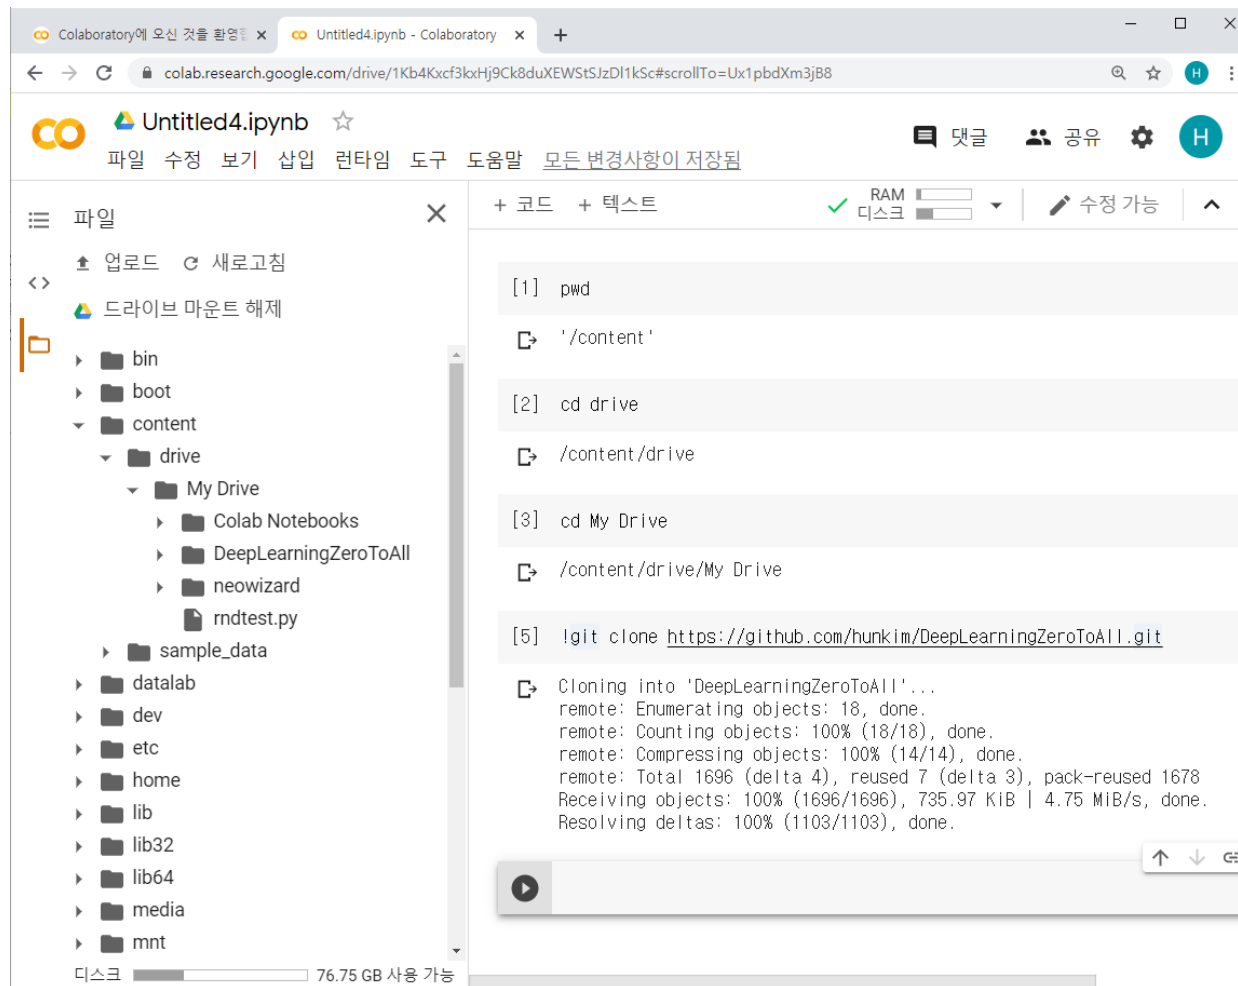 Colaboratory에 오신 것을 환영합
Untitled4.ipynb - Colaboratory
colab.research.google.com/drive/1Kb4Kxcf3kxHj9Ck8duXEWStSJzDl1kSc#scrollTo=Ux1pbdXm3jB8
H
CO
Untitled4.ipynb
댓글
공유
H
파일 수정 보기 삽입 런타임 도구 도움말 모든 변경사항이 저장됨
파일
+ 코드 + 텍스트
RAM
디스크
수정 가능
업로드 새로고침
드라이브 마운트 해제
bin
boot
content
drive
My Drive
Colab Notebooks
DeepLearningZeroToAll
neowizard
rndtest.py
sample_data
datalab
dev
etc
home
lib
lib32
lib64
media
mnt
디스크 76.75 GB 사용 가능
[1] pwd
'/content'
[2] cd drive
/content/drive
[3] cd My Drive
/content/drive/My Drive
[5] !git clone https://github.com/hunkim/DeepLearningZeroToAll.git
Cloning into 'DeepLearningZeroToAll'...
remote: Enumerating objects: 18, done.
remote: Counting objects: 100% (18/18), done.
remote: Compressing objects: 100% (14/14), done.
remote: Total 1696 (delta 4), reused 7 (delta 3), pack-reused 1678
Receiving objects: 100% (1696/1696), 735.97 KiB | 4.75 MiB/s, done.
Resolving deltas: 100% (1103/1103), done.